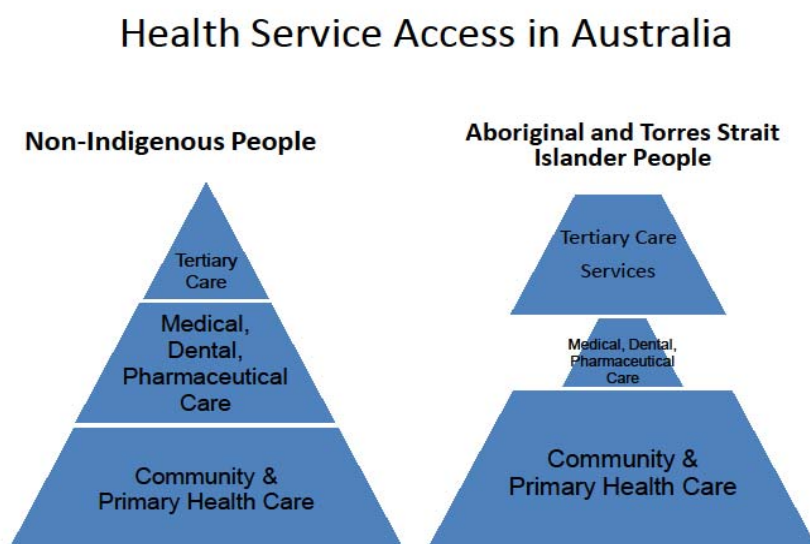 Health Service Access in Australia
Non-Indigenous People
Tertiary
Care
Medical,
Dental,
Pharmaceutical
Care
Community &
Primary Health Care
Aboriginal and Torres Strait
Islander People
Tertiary Care
Services
Medical, Dental,
Pharmaceutical
Care
Community &
Primary Health Care